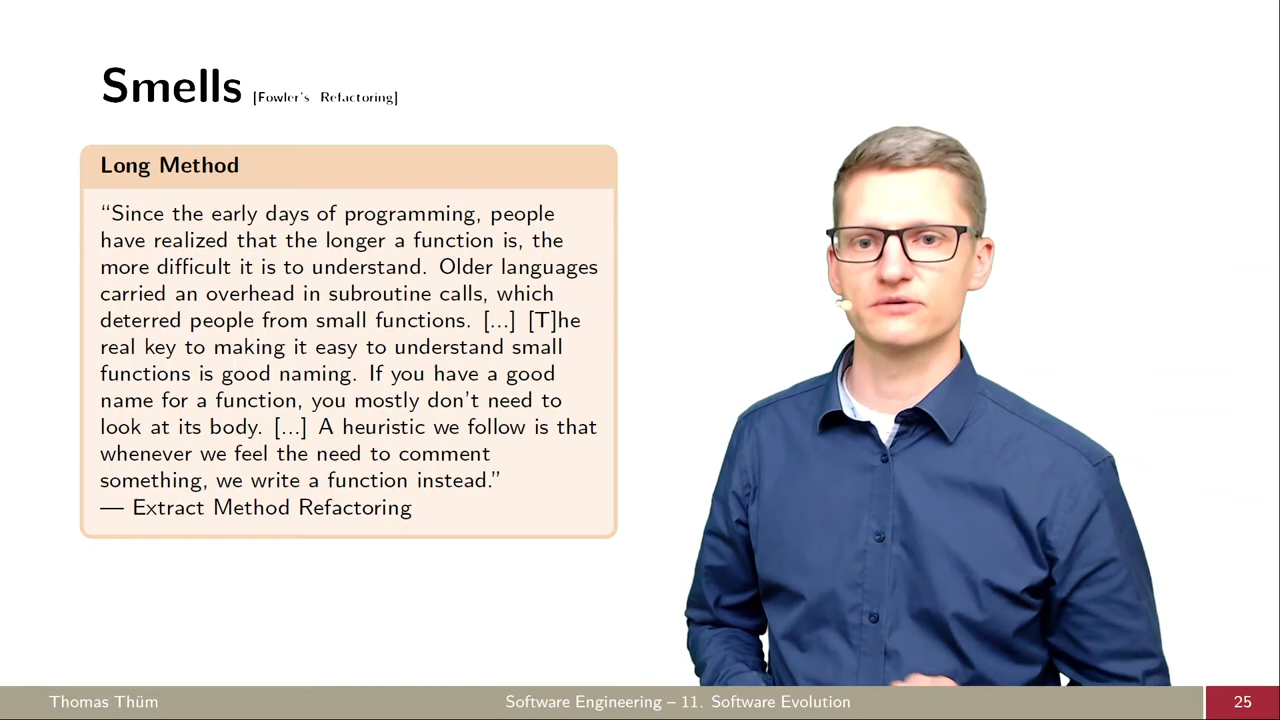 Smells [Fowler's Refactoring]
Long Method
“Since the early days of programming, people
have realized that the longer a function is, the
more difficult it is to understand. Older languages
carried an overhead in subroutine calls, which
deterred people from small functions. [...] [T]he
real key to making it easy to understand small
functions is good naming. If you have a good
name for a function, you mostly don't need to
look at its body. [...] A heuristic we follow is that
whenever we feel the need to comment
something, we write a function instead.”
— Extract Method Refactoring
Thomas Thüm
Software Engineering – 11. Software Evolution
25